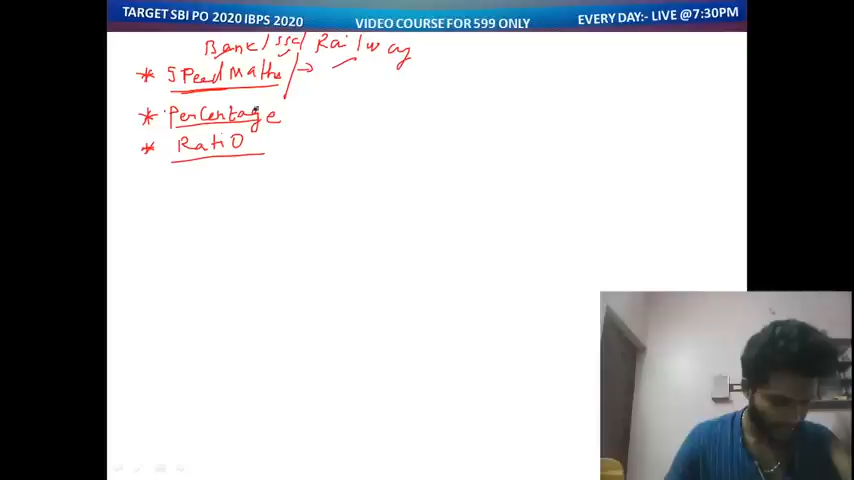 TARGET SBI PO 2020 IBPS 2020 VIDEO COURSE FOR 599 ONLY EVERY DAY:- LIVE @7:30PM
Bank/SSC/Railway
* Speed Maths/→
* Percentage
* Ratio